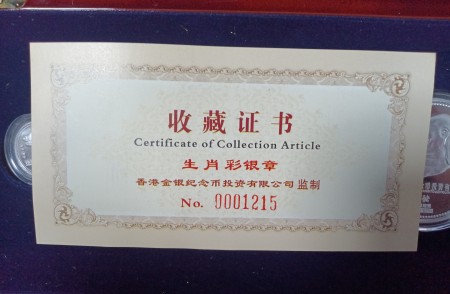 收藏证书
Certificate of Collection Article
生肖彩银章
香港金银纪念币投资有限公司 监制
No. 0001215